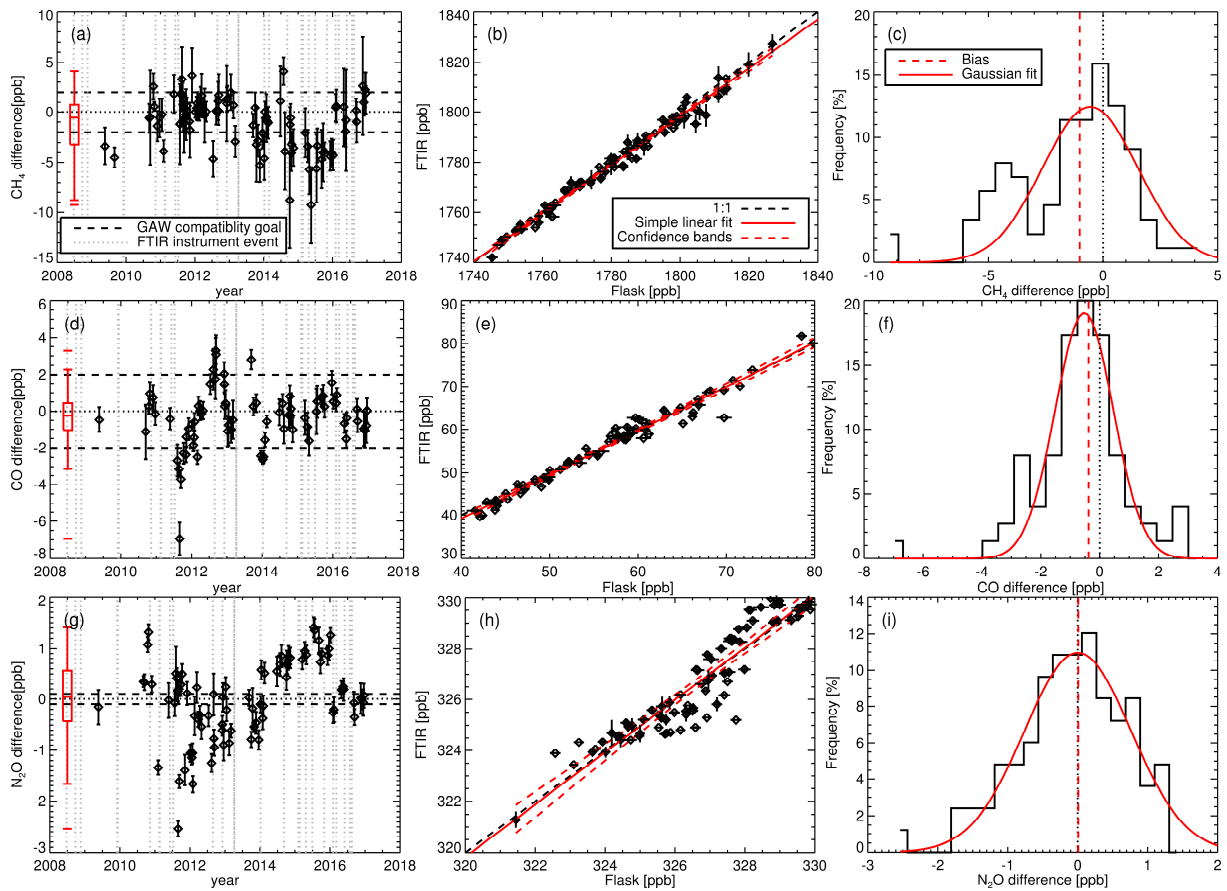 (a)
CH4 difference[ppb]
10
5
0
-5
-10
-15
GAW compatiblity goal
FTIR instrument event
2008 2010 2012 2014 2016 2018
year
(b)
FTIR [ppb]
1840
1820
1800
1780
1760
1740
1:1
Simple linear fit
Confidence bands
1740 1760 1780 1800 1820 1840
Flask [ppb]
(c)
Frequency [%]
20
15
10
5
0
Bias
Gaussian fit
-10 -5 0 5
CH4 difference [ppb]
(d)
CO difference[ppb]
6
4
2
0
-2
-4
-6
-8
2008 2010 2012 2014 2016 2018
year
(e)
FTIR [ppb]
90
80
70
60
50
40
30
40 50 60 70 80
Flask [ppb]
(f)
Frequency [%]
20
15
10
5
0
-8 -6 -4 -2 0 2 4
CO difference [ppb]
(g)
N2O difference[ppb]
2
1
0
-1
2
-3
2008 2010 2012 2014 2016 2018
year
(h)
FTIR [ppb]
330
328
326
324
321
320
320 322 324 326 328 330
Flask [ppb]
(i)
Frequency [%]
14
12
10
8
6
4
2
0
-3 -2 -1 0 1 2
N2O difference [ppb]